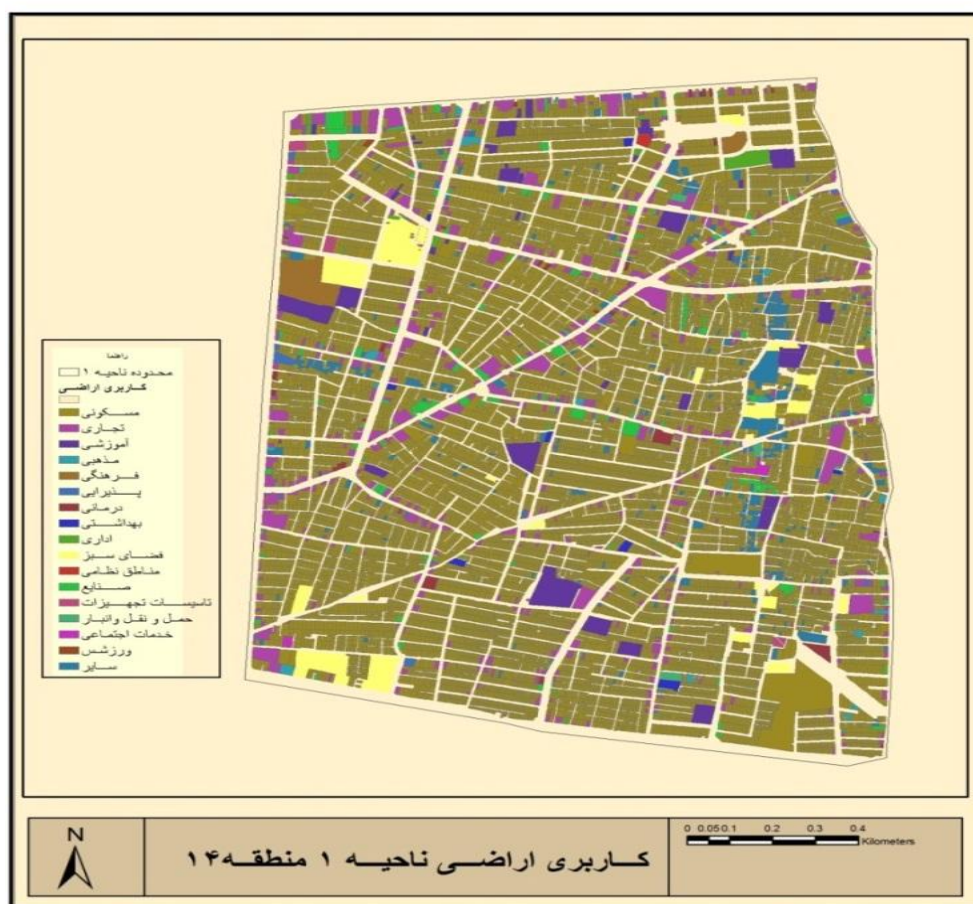 راهنما
محدوده ناحیه ۱
کاربری اراضی
مسکونی
تجاری
آموزشی
مذهبی
فرهنگی
پذیرایی
درمانی
بهداشتی
اداری
فضای سبز
مناطق نظامی
صنایع
تاسیسات تجهیزات
حمل و نقل وانبار
خدمات اجتماعی
ورزشی
سایر
N
کاربری اراضی ناحیه ۱ منطقه۱۴
0 0.050.1 0.2 0.3 0.4
Kilometers